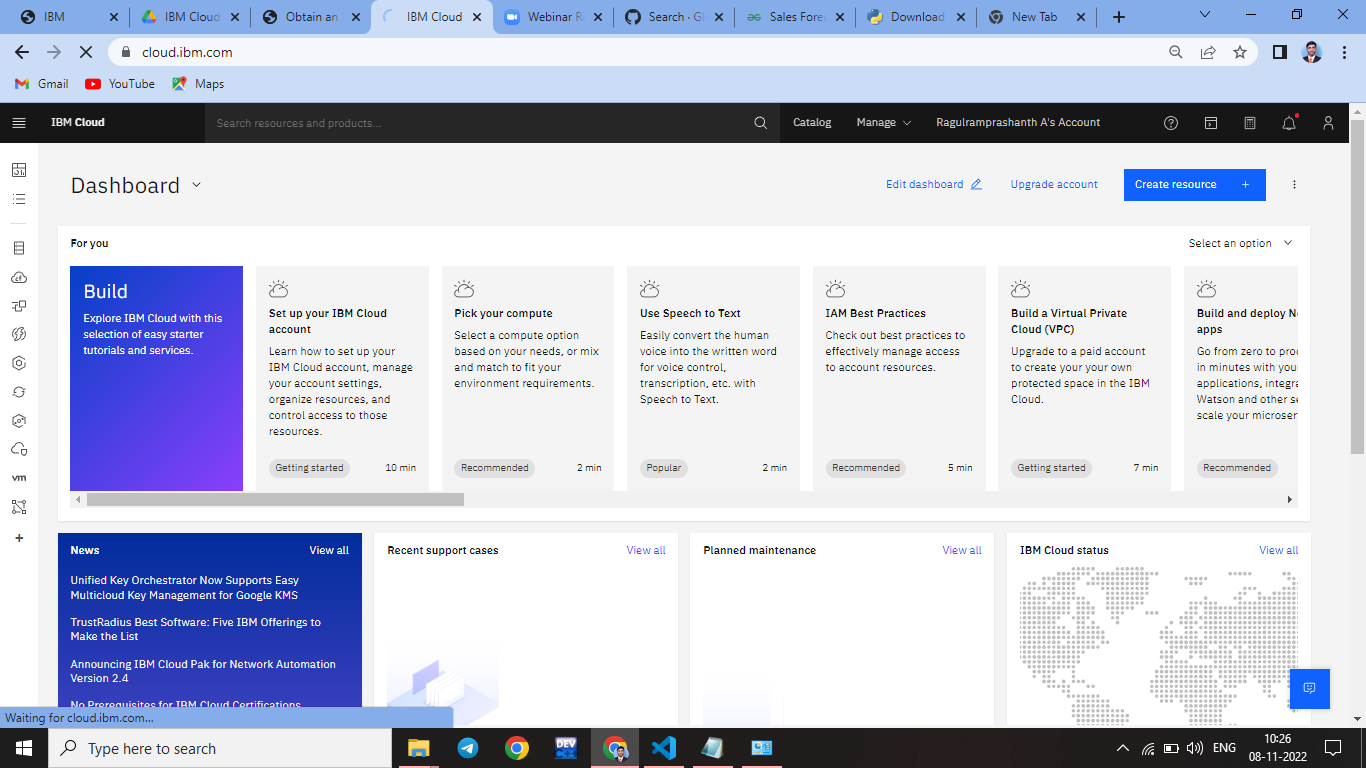 IBM
IBM Cloud
Obtain an
IBM Cloud
Webinar Re
Search · Gi
Sales Forec
Download
New Tab
cloud.ibm.com
Gmail
YouTube
Maps
IBM Cloud
Search resources and products...
Catalog
Manage
Ragulramprashanth A's Account
Dashboard
Edit dashboard
Upgrade account
Create resource +
For you
Select an option
Build
Explore IBM Cloud with this
selection of easy starter
tutorials and services.
Set up your IBM Cloud
account
Learn how to set up your
IBM Cloud account, manage
your account settings,
organize resources, and
control access to those
resources.
Getting started
10 min
Pick your compute
Select a compute option
based on your needs, or mix
and match to fit your
environment requirements.
Recommended
2 min
Use Speech to Text
Easily convert the human
voice into the written word
for voice control,
transcription, etc. with
Speech to Text.
Popular
2 min
IAM Best Practices
Check out best practices to
effectively manage access
to account resources.
Recommended
5 min
Build a Virtual Private
Cloud (VPC)
Upgrade to a paid account
to create your your own
protected space in the IBM
Cloud.
Getting started
7 min
Build and deploy No
apps
Go from zero to prod
in minutes with your
applications, integra
Watson and other se
scale your microser
Recommended
vm
News
View all
Unified Key Orchestrator Now Supports Easy
Multicloud Key Management for Google KMS
TrustRadius Best Software: Five IBM Offerings to
Make the List
Announcing IBM Cloud Pak for Network Automation
Version 2.4
No Prerequisites for IBM Cloud Certifications
Recent support cases
View all
Planned maintenance
View all
IBM Cloud status
View all
Waiting for cloud.ibm.com...
Type here to search
DEV
C++
ENG
10:26
08-11-2022